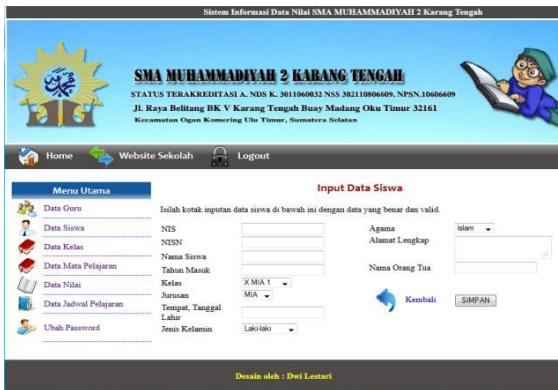 Sistem Informasi Data Nilai SMA MUHAMMADIYAH 2 Karang Tengah
SMA MUHAMMADIYAH 2 KARANG TENGAH
STATUS TERAKREDITASI A. NDS K. 3011060032 NSS 302110806609. NPSN.10606609
Jl. Raya Belitang BK V Karang Tengah Buay Madang Oku Timur 32161
Kecamatan Ogan Komering Ulu Timur, Sumatera Selatan
Home Website Sekolah Logout
Menu Utama
Data Guru
Data Siswa
Data Kelas
Data Mata Pelajaran
Data Nilai
Data Jadwal Pelajaran
Ubah Password
Input Data Siswa
Isilah kotak inputan data siswa di bawah ini dengan data yang benar dan valid.
NIS
NISN
Nama Siswa
Tahun Masuk
Kelas X MIA 1
Jurusan MIA
Tempat, Tanggal
Lahir
Jenis Kelamin Laki-laki
Agama Islam
Alamat Lengkap
Nama Orang Tua
Kembali SIMPAN
Desain oleh : Dwi Lestari